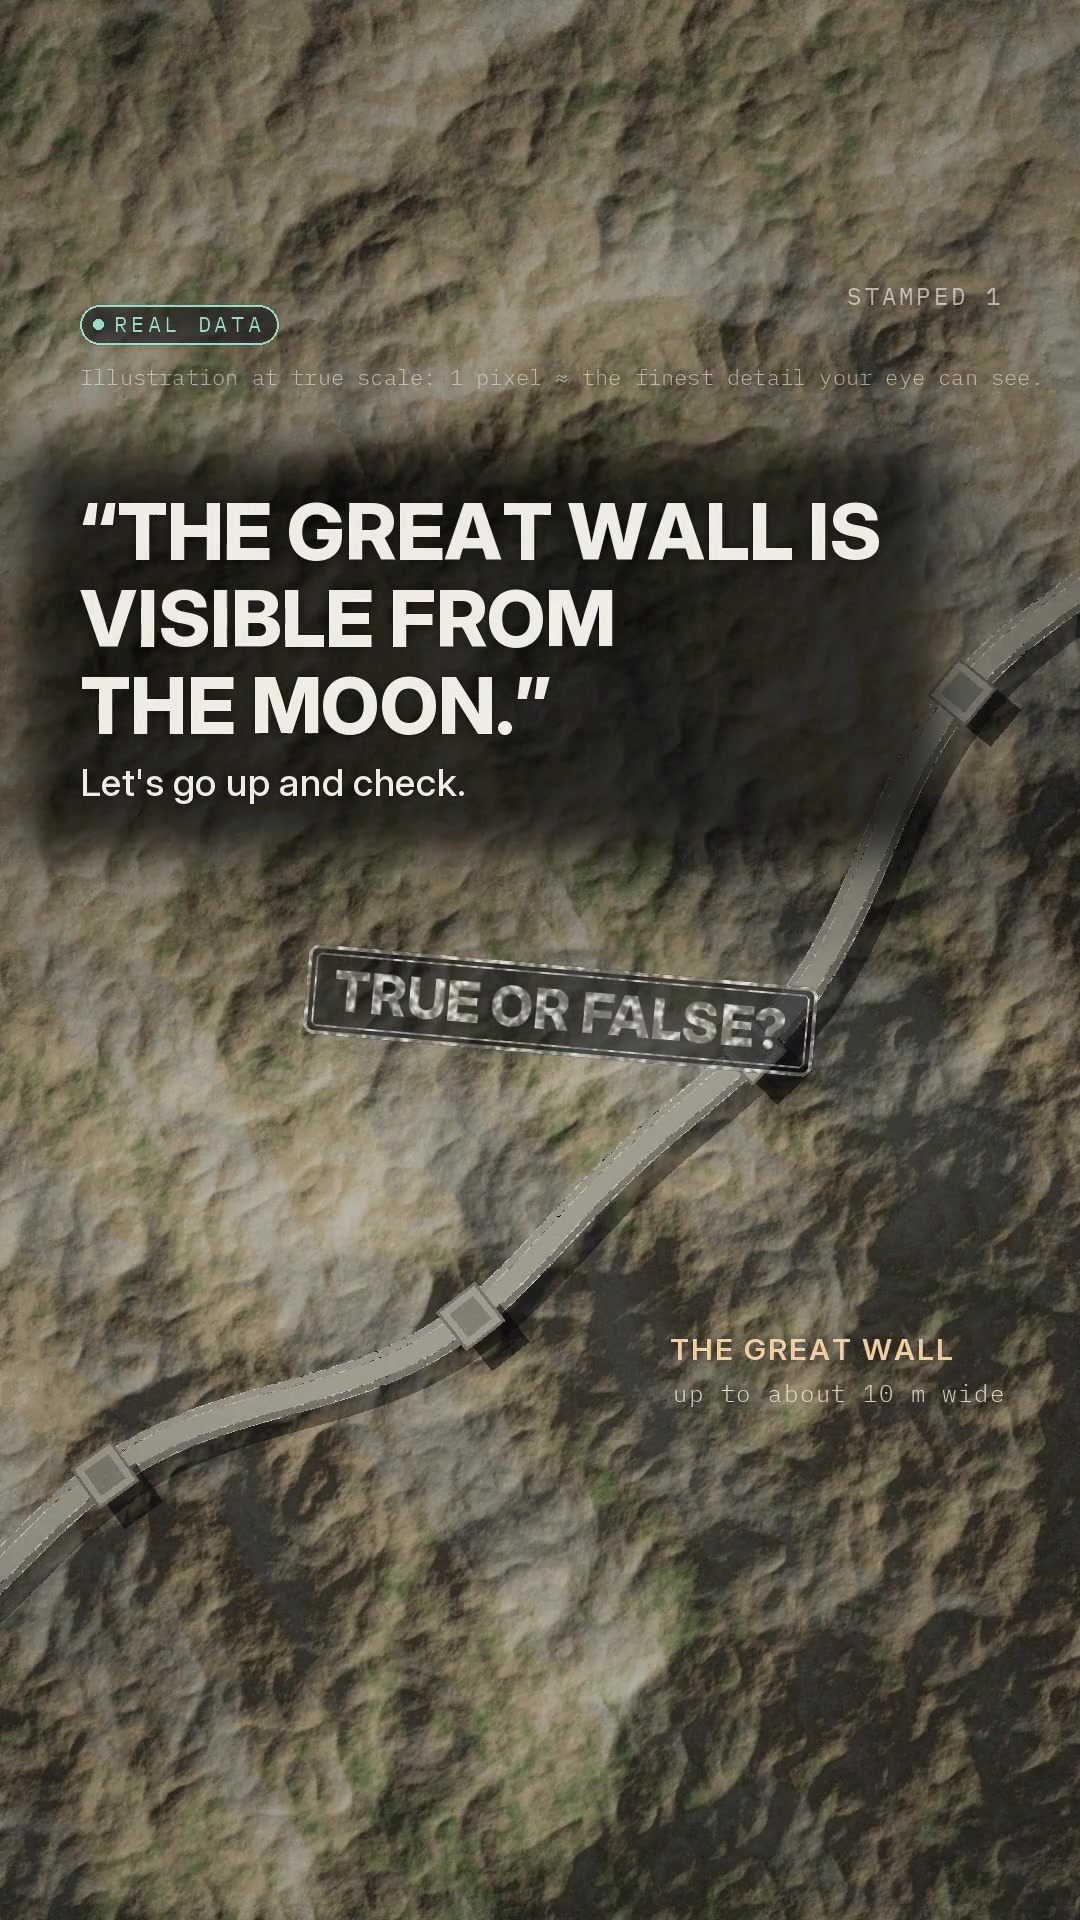 STAMPED 1
REAL DATA
Illustration at true scale: 1 pixel ≈ the finest detail your eye can see.
“THE GREAT WALL IS
VISIBLE FROM
THE MOON.”
Let's go up and check.
TRUE OR FALSE?
THE GREAT WALL
up to about 10 m wide